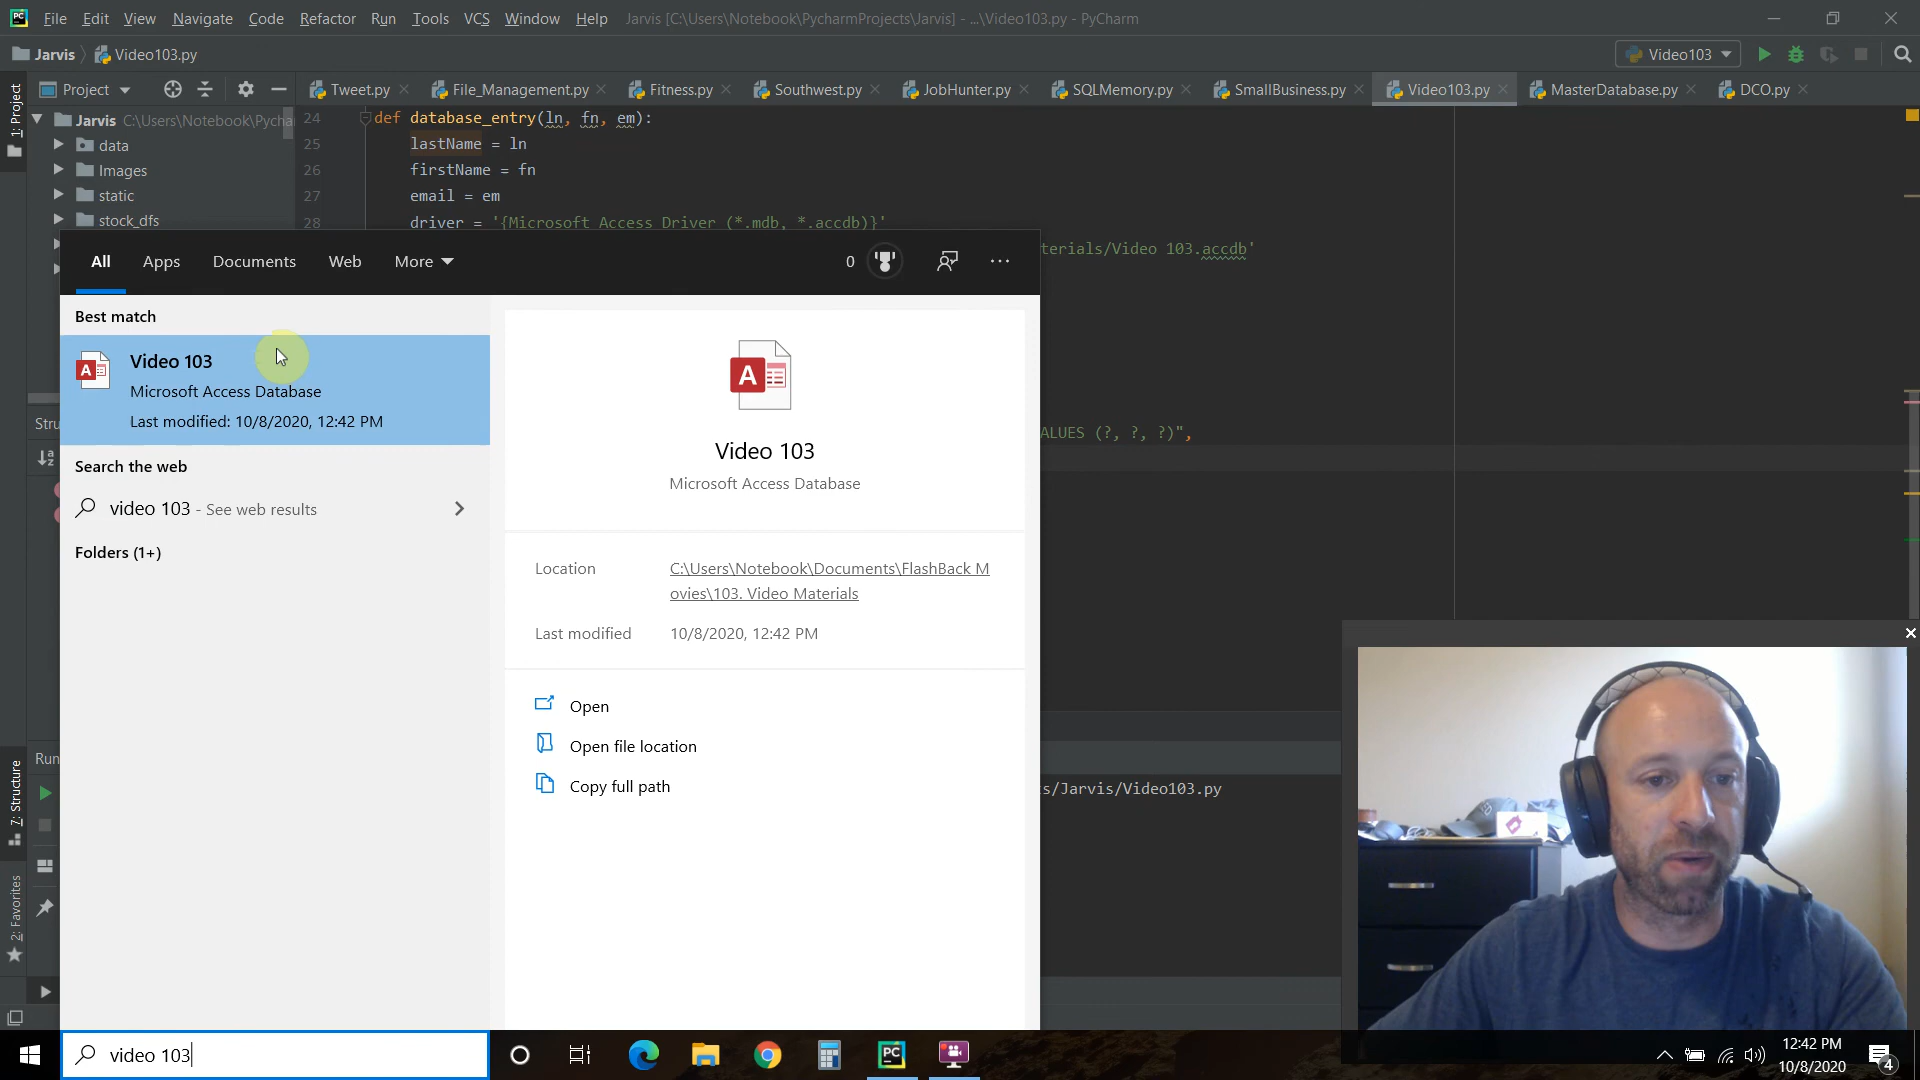 File Edit View Navigate Code Refactor Run Tools VCS Window Help Jarvis [C:\Users\Notebook\PycharmProjects\Jarvis] - ...\Video103.py - PyCharm
Jarvis Video103.py Video103
Project Tweet.py File_Management.py Fitness.py Southwest.py JobHunter.py SQLMemory.py SmallBusiness.py Video103.py MasterDatabase.py DCO.py
1: Project
Jarvis C:\Users\Notebook\Pycha
data
Images
static
stock_dfs
24 def database_entry(ln, fn, em):
25 lastName = ln
26 firstName = fn
27 email = em
28 driver = '{Microsoft Access Driver (*.mdb, *.accdb)}'
terials/Video 103.accdb'
ALUES (?, ?, ?)",
Stru
Run
7: Structure
2: Favorites
s/Jarvis/Video103.py
All Apps Documents Web More 0
Best match
Video 103
Microsoft Access Database
Last modified: 10/8/2020, 12:42 PM
Search the web
video 103 - See web results
Folders (1+)
A
Video 103
Microsoft Access Database
Location C:\Users\Notebook\Documents\FlashBack M
ovies\103. Video Materials
Last modified 10/8/2020, 12:42 PM
Open
Open file location
Copy full path
video 103
12:42 PM
10/8/2020
4